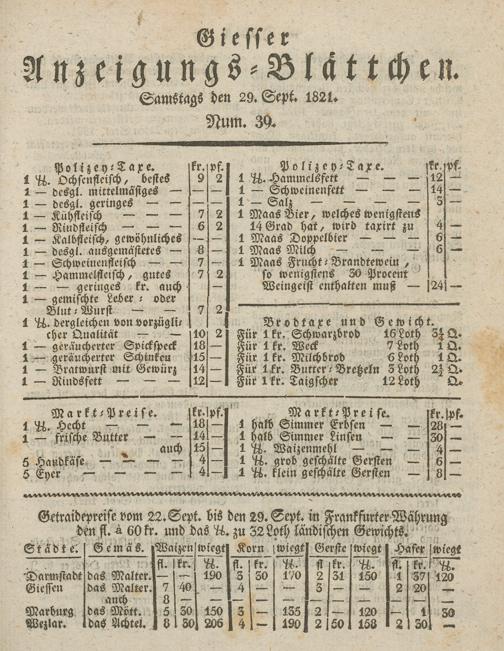 Giesser
Anzeigungs-Blättchen.
Samstags den 29. Sept. 1821.
Num. 39.
Polizey-Taxe. kr. pf.
1 ℔. Ochsenfleisch, bestes 9 2
1 — desgl. mittelmäsiges — — —
1 — desgl. geringes — — —
1 — Kühfleisch — — 7 2
1 — Rindfleisch — — 6 2
1 — Kalbfleisch, gewöhnliches — —
1 — desgl. ausgemästetes — 8 —
1 — Schweinenfleisch — — 7 —
1 — Hammelsfleisch, gutes 7 2
1 — — geringes kr. auch — —
1 — gemischte Leber- oder
Blut-Wurst — — 7 2
1 ℔. dergleichen von vorzügli-
cher Qualität — — 10 2
1 — geräucherter Spickspeck 18 —
1 — geräucherter Schinken 15 —
1 — Bratwurst mit Gewürz 14 —
1 — Rindsfett — — 12 —
Polizey-Taxe. kr. pf.
1 ℔. Hammelsfett — — 12 —
1 — Schweinenfett — — 14 —
1 — Salz — — 3 —
1 Maas Bier, welches wenigstens
14 Grad hat, wird taxirt zu 4 —
1 Maas Doppelbier — — 6 —
1 Maas Milch — — 6 —
1 Maas Frucht-Brandtewein,
so wenigstens 30 Procent
Weingeist enthalten muß — 24 —
Brodtaxe und Gewicht.
Für 1 kr. Schwarzbrod 16 Loth 3¼ Q.
Für 1 kr. Weck 7 Loth 1 Q.
Für 1 kr. Milchbrod 6 Loth 1 Q.
Für 1 kr. Butter-Bretzeln 3 Loth 2½ Q.
Für 1 kr. Taigscher 12 Loth Q.
Markt-Preise. kr. pf.
1 ℔. Hecht — — 18 —
1 — frische Butter — — 14 —
auch 15 —
5 Handkäse — — 4 —
5 Eyer — — 4 —
Markt-Preise. kr. pf.
1 halb Simmer Erbsen 28 —
1 halb Simmer Linsen — 30 —
1 ℔. Waizenmehl — — 4 —
1 ℔. grob geschälte Gersten — 6 —
1 ℔. klein geschälte Gersten — 8 —
Getraidepreise vom 22. Sept. bis den 29. Sept. in Frankfurter-Währung
den fl. à 60 kr. und das ℔. zu 32 Loth ländischen Gewichts.
Städte. Gemäs. Waizen wiegt Korn wiegt Gerste wiegt Hafer wiegt
fl. kr. ℔. fl. kr. ℔. fl. kr. ℔. fl. kr. ℔.
Darmstadt das Malter. — — 190 3 30 170 2 31 150 1 37 120
Giessen das Malter. 7 40 — 4 — — 3 — — 2 20 —
auch 8 —
Marburg das Mött. 5 30 150 3 — 135 2 — 120 — 1 30
Wezlar. das Achtel. 8 30 206 4 — 190 2 50 158 2 30 —